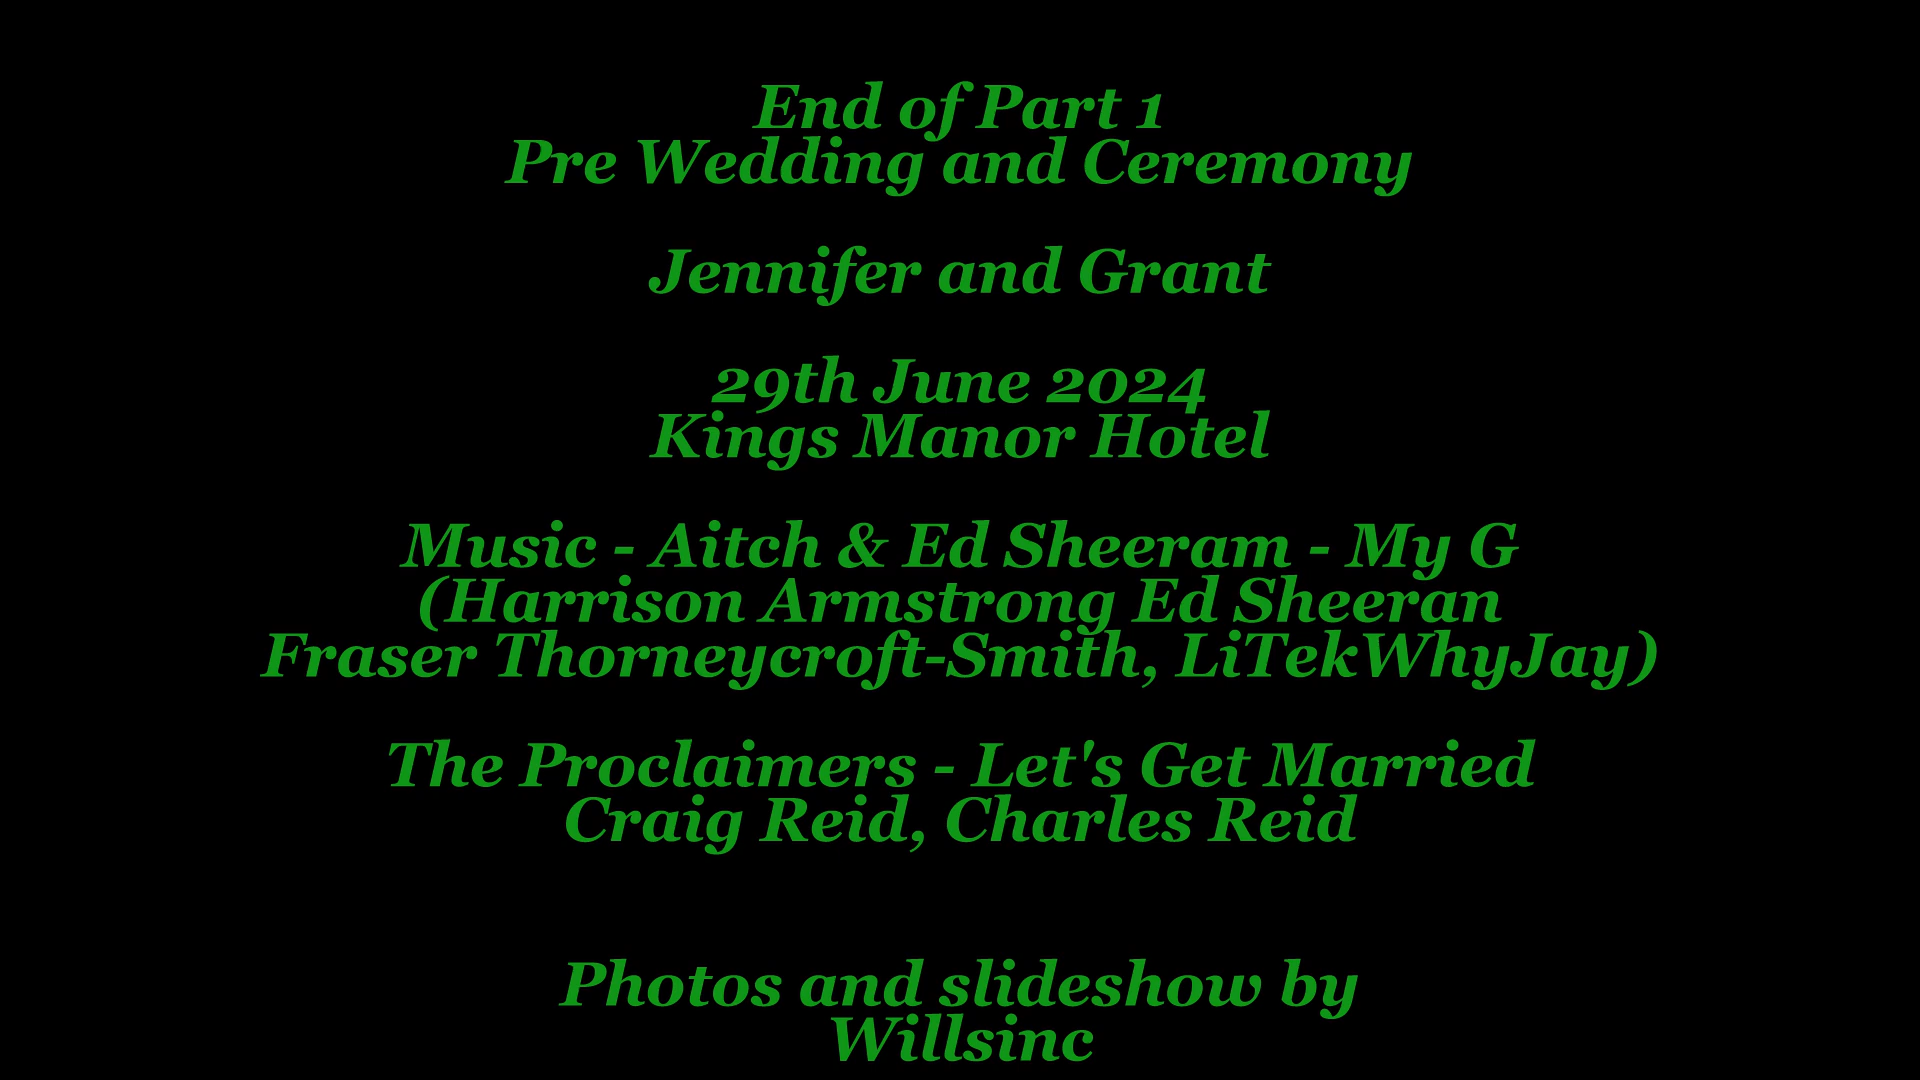 End of Part 1
Pre Wedding and Ceremony
Jennifer and Grant
29th June 2024
Kings Manor Hotel
Music - Aitch & Ed Sheeram - My G
(Harrison Armstrong Ed Sheeran
Fraser Thorneycroft-Smith, LiTekWhyJay)
The Proclaimers - Let's Get Married
Craig Reid, Charles Reid
Photos and slideshow by
Willsinc